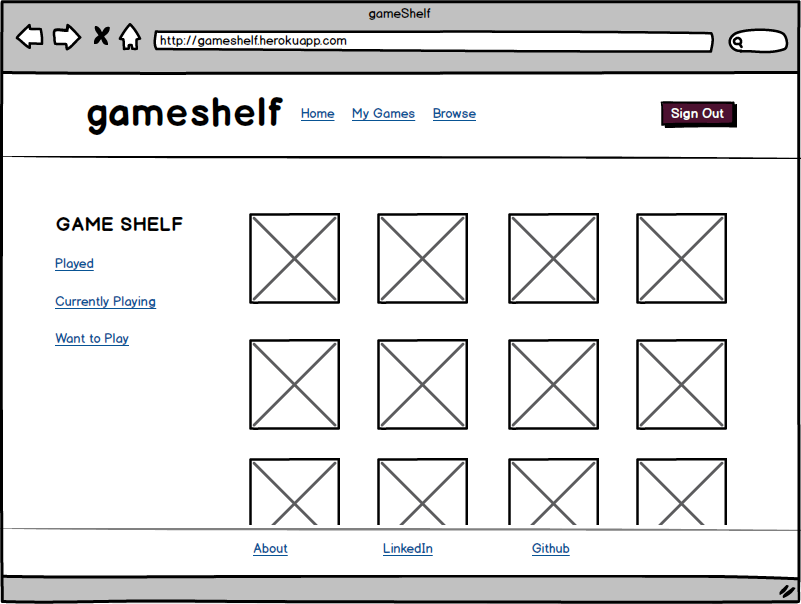 gameShelf
http://gameshelf.herokuapp.com
gameshelf Home My Games Browse Sign Out
GAME SHELF
Played
Currently Playing
Want to Play
About LinkedIn Github